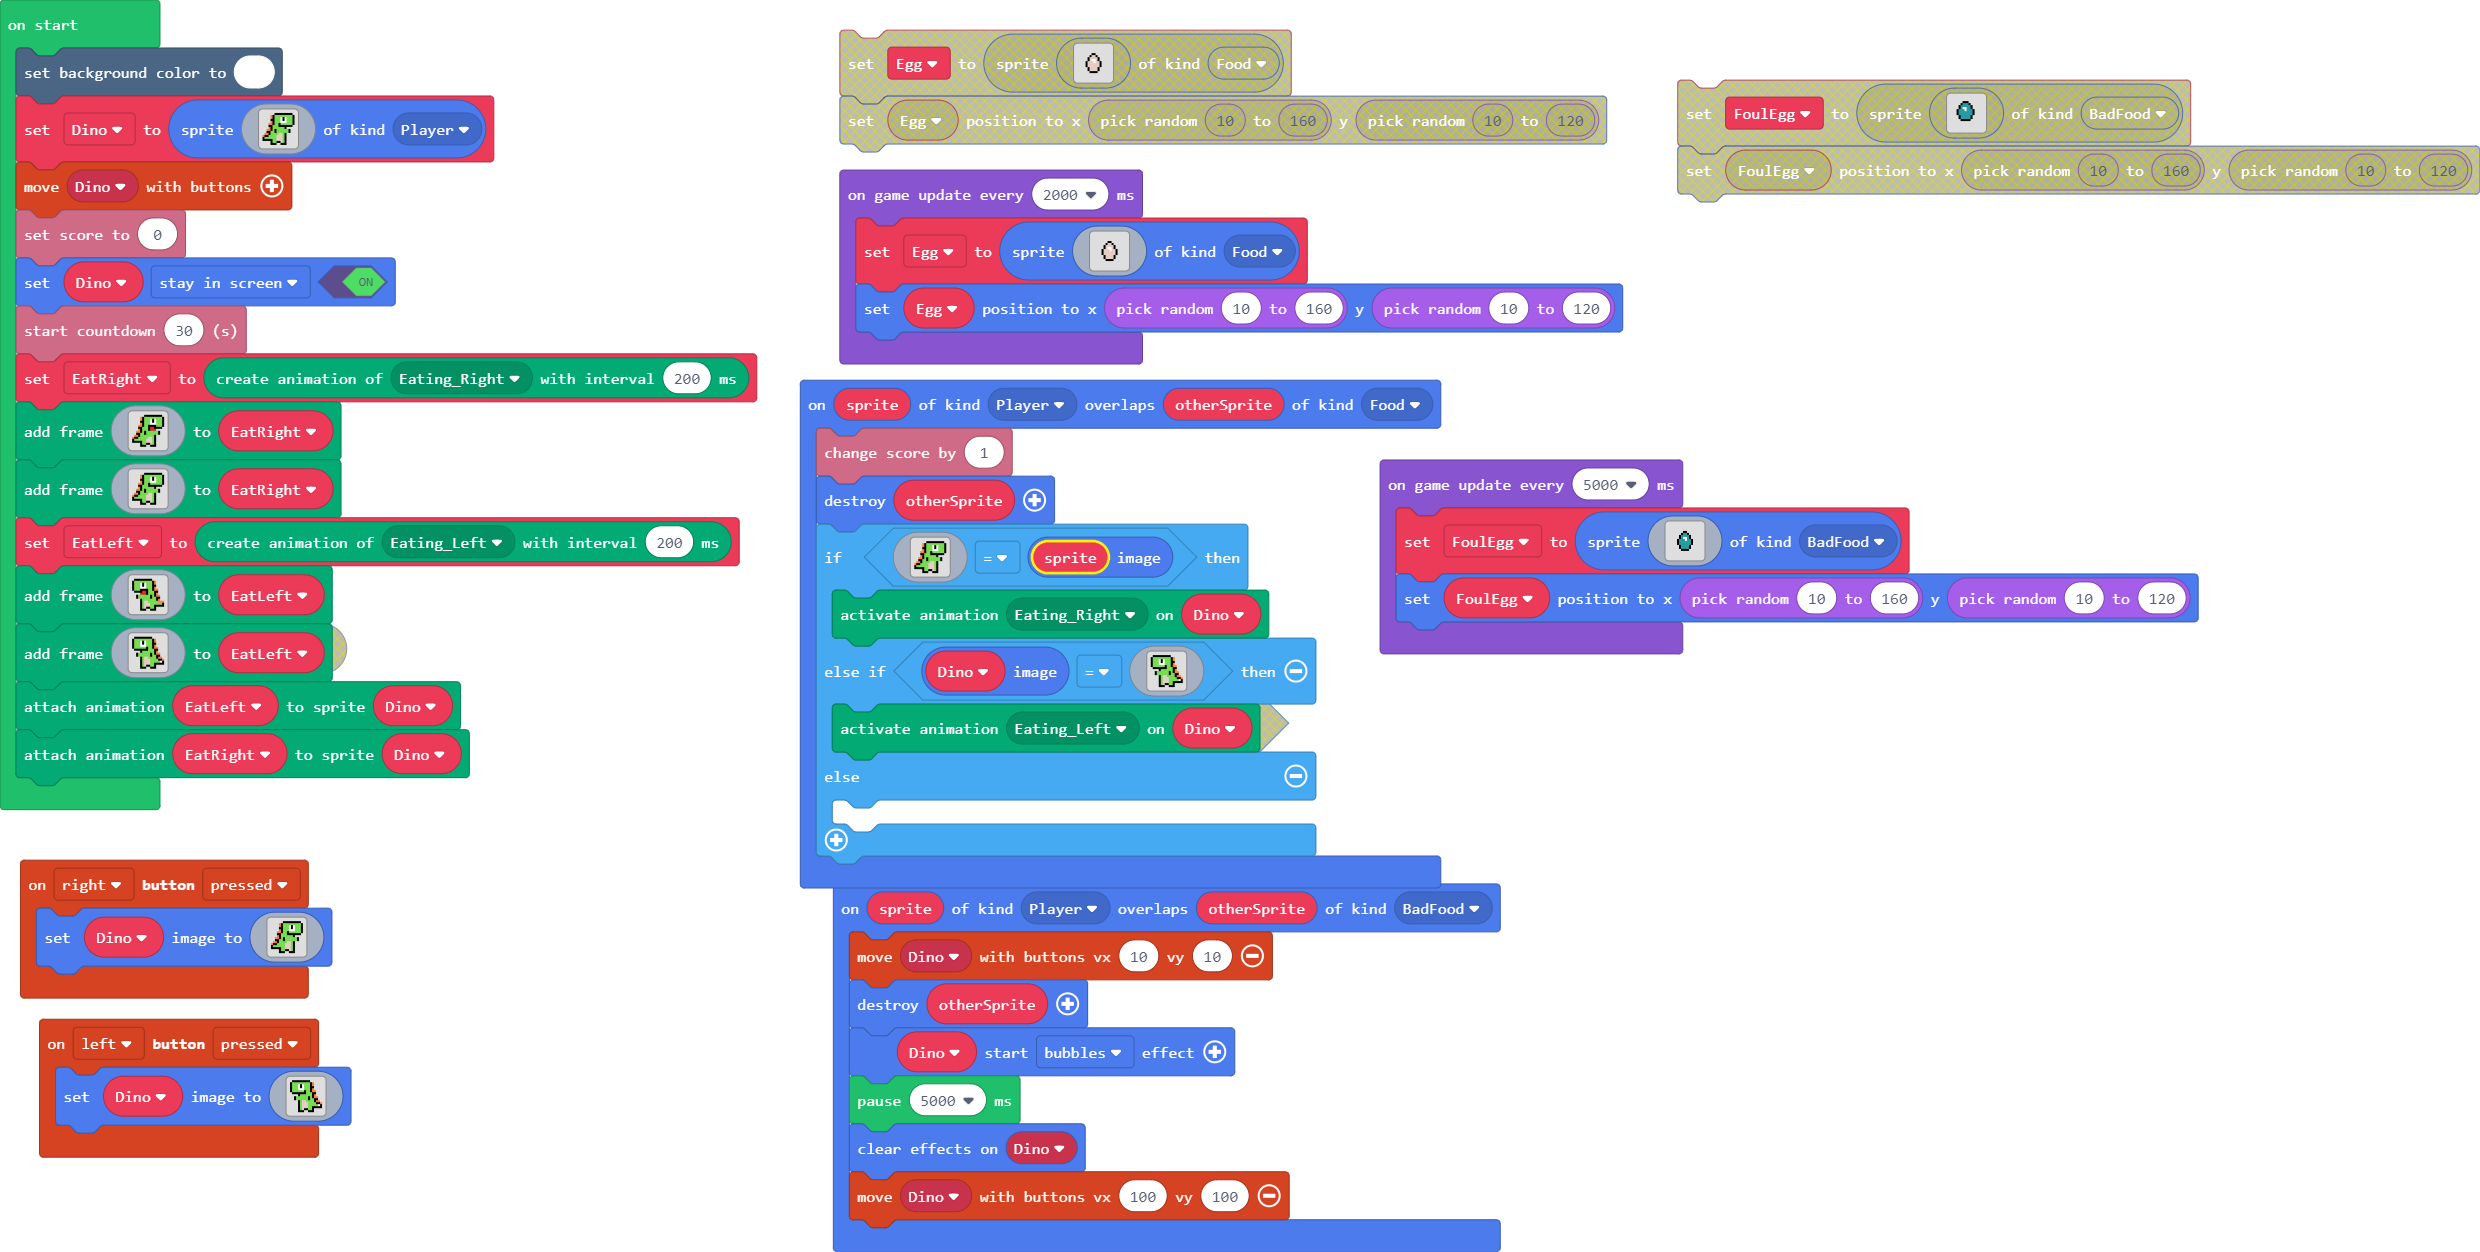 on start
set background color to
set Dino to sprite of kind Player
move Dino with buttons
set score to 0
set Dino stay in screen ON
start countdown 30 (s)
set EatRight to create animation of Eating_Right with interval 200 ms
add frame to EatRight
add frame to EatRight
set EatLeft to create animation of Eating_Left with interval 200 ms
add frame to EatLeft
add frame to EatLeft
attach animation EatLeft to sprite Dino
attach animation EatRight to sprite Dino
on right button pressed
set Dino image to
on left button pressed
set Dino image to
set Egg to sprite of kind Food
set Egg position to x pick random 10 to 160 y pick random 10 to 120
on game update every 2000 ms
set Egg to sprite of kind Food
set Egg position to x pick random 10 to 160 y pick random 10 to 120
on sprite of kind Player overlaps otherSprite of kind Food
change score by 1
destroy otherSprite
if = sprite image then
activate animation Eating_Right on Dino
else if Dino image = then
activate animation Eating_Left on Dino
else
on sprite of kind Player overlaps otherSprite of kind BadFood
move Dino with buttons vx 10 vy 10
destroy otherSprite
Dino start bubbles effect
pause 5000 ms
clear effects on Dino
move Dino with buttons vx 100 vy 100
set FoulEgg to sprite of kind BadFood
set FoulEgg position to x pick random 10 to 160 y pick random 10 to 120
on game update every 5000 ms
set FoulEgg to sprite of kind BadFood
set FoulEgg position to x pick random 10 to 160 y pick random 10 to 120